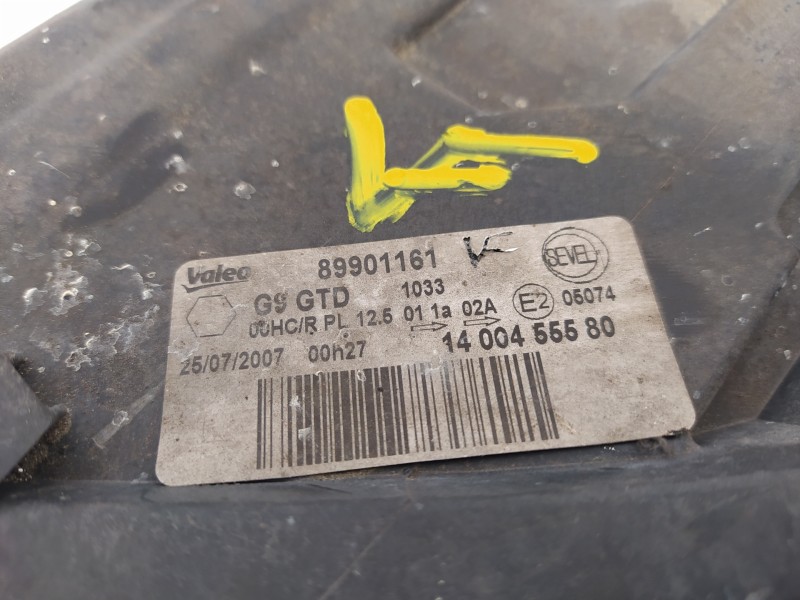 VF
Valeo 89901161 VF SEVEL
G9 GTD 1033
00HC/R PL 12.5 01 1a 02A E2 05074
25/07/2007 00h27 14 004 555 80